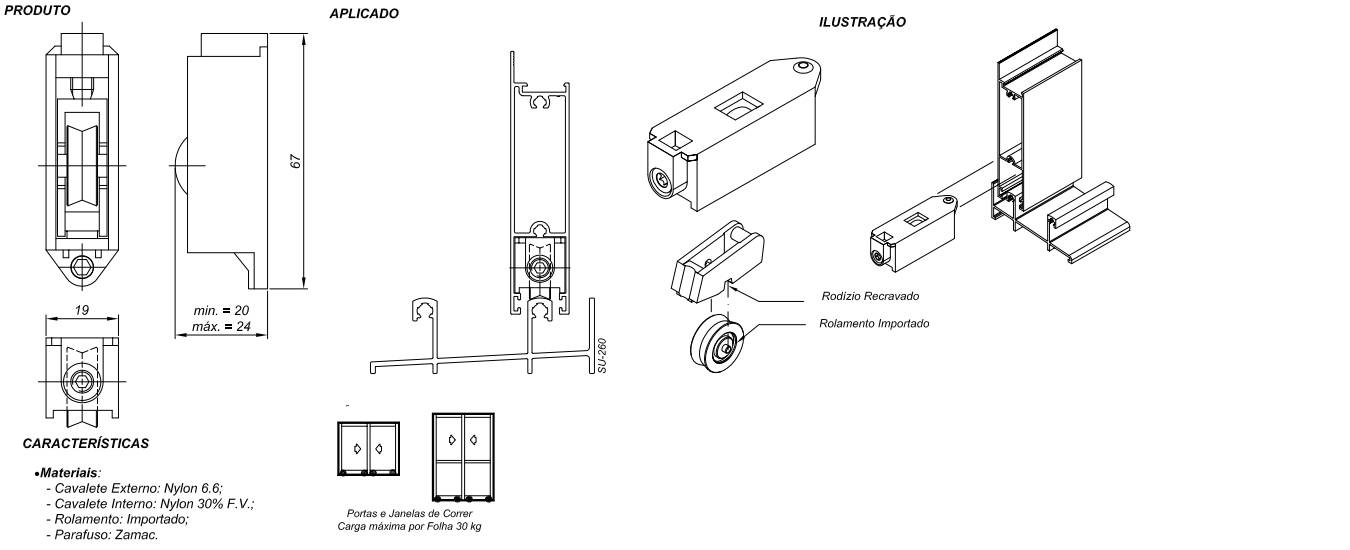 PRODUTO
APLICADO
ILUSTRAÇÃO
67
min. = 20
máx. = 24
19
SU-260
Rodízio Recravado
Rolamento Importado
CARACTERÍSTICAS
•Materiais:
- Cavalete Externo: Nylon 6.6;
- Cavalete Interno: Nylon 30% F.V.;
- Rolamento: Importado;
- Parafuso: Zamac.
Portas e Janelas de Correr
Carga máxima por Folha 30 kg